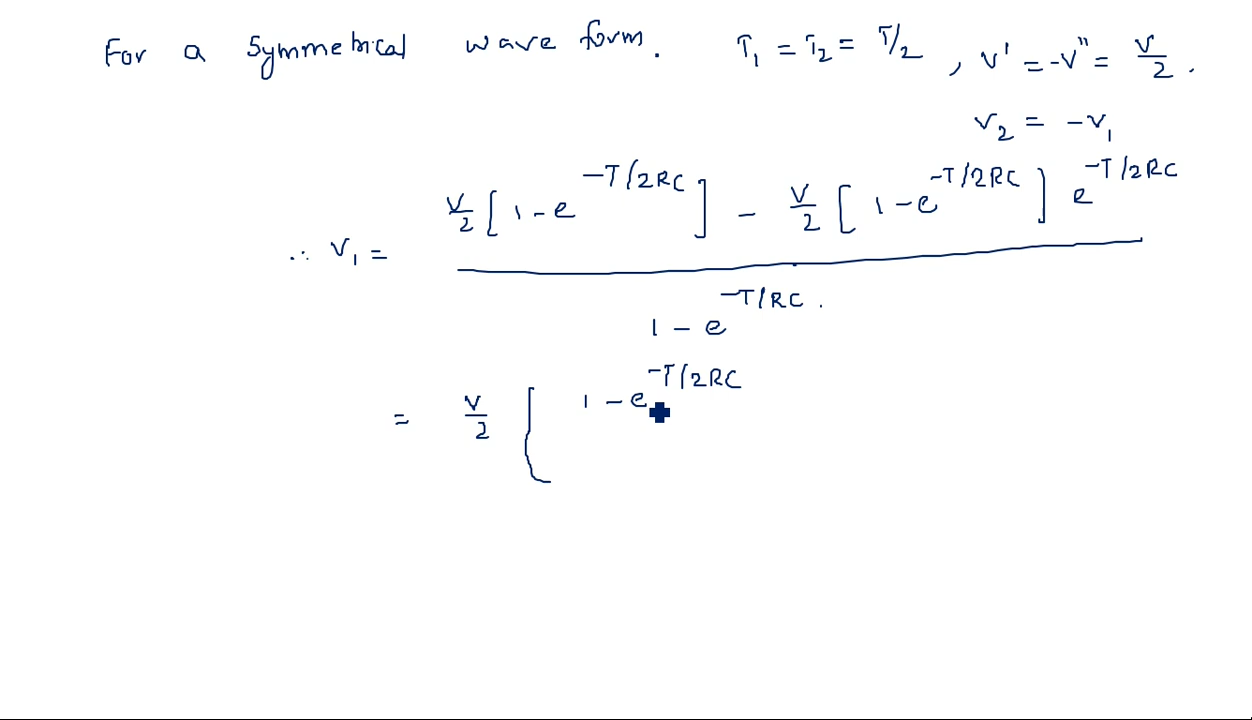 For a Symmetrical wave form. T₁ = T₂ = T/2 , V' = -V'' = V/2 .
V₂ = -V₁
∴ V₁ = (V/2 [1 - e^(-T/2RC)] - V/2 [1 - e^(-T/2RC)] e^(-T/2RC)) / (1 - e^(-T/RC)) .
= V/2 [ 1 - e^(-T/2RC)